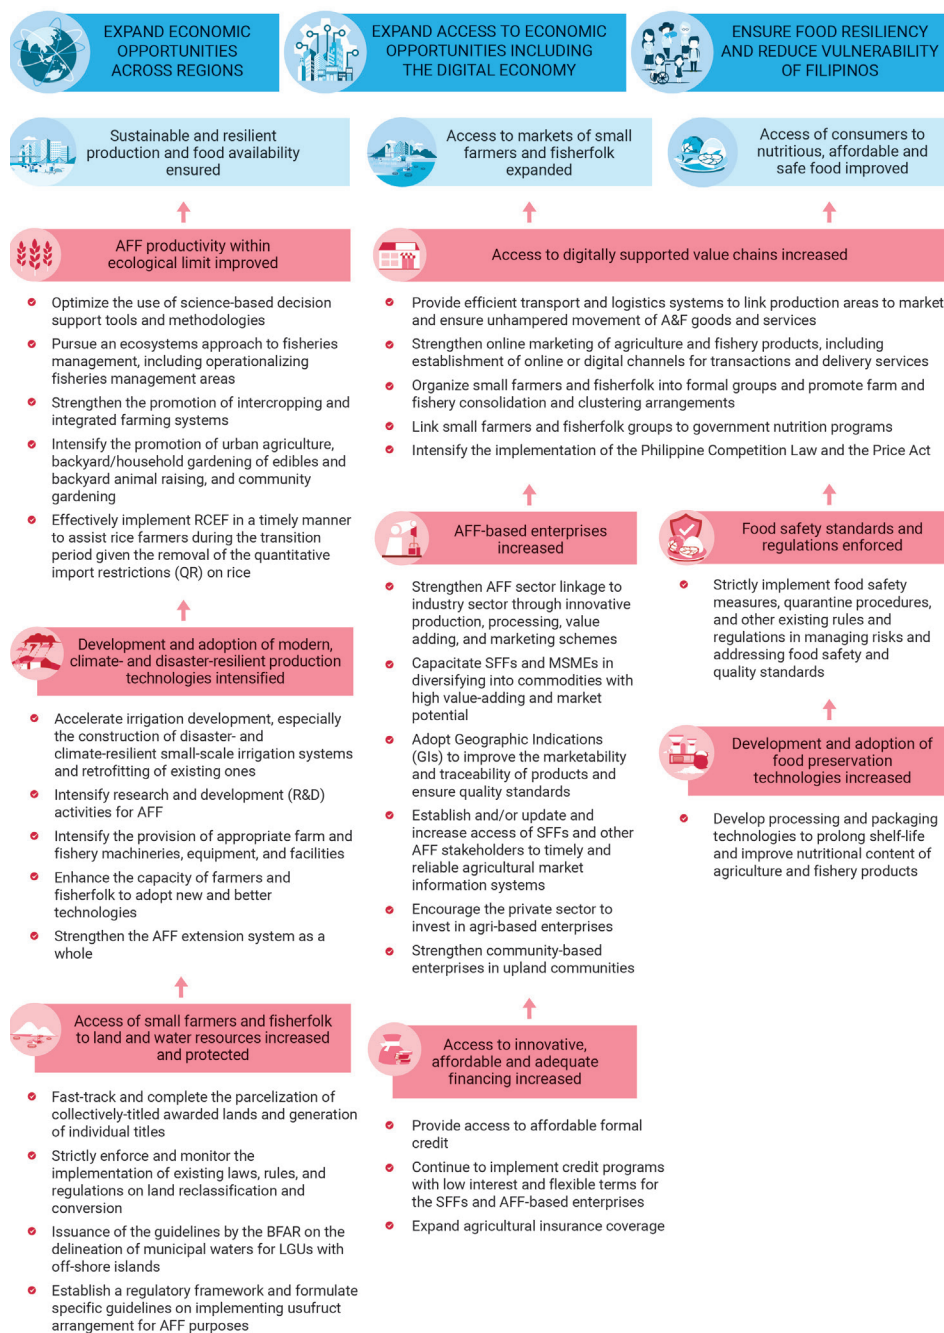 EXPAND ECONOMIC
OPPORTUNITIES
ACROSS REGIONS
EXPAND ACCESS TO ECONOMIC
OPPORTUNITIES INCLUDING
THE DIGITAL ECONOMY
ENSURE FOOD RESILIENCY
AND REDUCE VULNERABILITY
OF FILIPINOS
Sustainable and resilient
production and food availability
ensured
Access to markets of small
farmers and fisherfolk
expanded
Access of consumers to
nutritious, affordable and
safe food improved
AFF productivity within
ecological limit improved
Optimize the use of science-based decision
support tools and methodologies
Pursue an ecosystems approach to fisheries
management, including operationalizing
fisheries management areas
Strengthen the promotion of intercropping and
integrated farming systems
Intensify the promotion of urban agriculture,
backyard/household gardening of edibles and
backyard animal raising, and community
gardening
Effectively implement RCEF in a timely manner
to assist rice farmers during the transition
period given the removal of the quantitative
import restrictions (QR) on rice
Development and adoption of modern,
climate- and disaster-resilient production
technologies intensified
Accelerate irrigation development, especially
the construction of disaster- and
climate-resilient small-scale irrigation systems
and retrofitting of existing ones
Intensify research and development (R&D)
activities for AFF
Intensify the provision of appropriate farm and
fishery machineries, equipment, and facilities
Enhance the capacity of farmers and
fisherfolk to adopt new and better
technologies
Strengthen the AFF extension system as a
whole
Access of small farmers and fisherfolk
to land and water resources increased
and protected
Fast-track and complete the parcelization of
collectively-titled awarded lands and generation
of individual titles
Strictly enforce and monitor the
implementation of existing laws, rules, and
regulations on land reclassification and
conversion
Issuance of the guidelines by the BFAR on the
delineation of municipal waters for LGUs with
off-shore islands
Establish a regulatory framework and formulate
specific guidelines on implementing usufruct
arrangement for AFF purposes
Access to digitally supported value chains increased
Provide efficient transport and logistics systems to link production areas to market
and ensure unhampered movement of A&F goods and services
Strengthen online marketing of agriculture and fishery products, including
establishment of online or digital channels for transactions and delivery services
Organize small farmers and fisherfolk into formal groups and promote farm and
fishery consolidation and clustering arrangements
Link small farmers and fisherfolk groups to government nutrition programs
Intensify the implementation of the Philippine Competition Law and the Price Act
AFF-based enterprises
increased
Strengthen AFF sector linkage to
industry sector through innovative
production, processing, value
adding, and marketing schemes
Capacitate SFFs and MSMEs in
diversifying into commodities with
high value-adding and market
potential
Adopt Geographic Indications
(GIs) to improve the marketability
and traceability of products and
ensure quality standards
Establish and/or update and
increase access of SFFs and other
AFF stakeholders to timely and
reliable agricultural market
information systems
Encourage the private sector to
invest in agri-based enterprises
Strengthen community-based
enterprises in upland communities
Access to innovative,
affordable and adequate
financing increased
Provide access to affordable formal
credit
Continue to implement credit programs
with low interest and flexible terms for
the SFFs and AFF-based enterprises
Expand agricultural insurance coverage
Food safety standards and
regulations enforced
Strictly implement food safety
measures, quarantine procedures,
and other existing rules and
regulations in managing risks and
addressing food safety and
quality standards
Development and adoption of
food preservation
technologies increased
Develop processing and packaging
technologies to prolong shelf-life
and improve nutritional content of
agriculture and fishery products